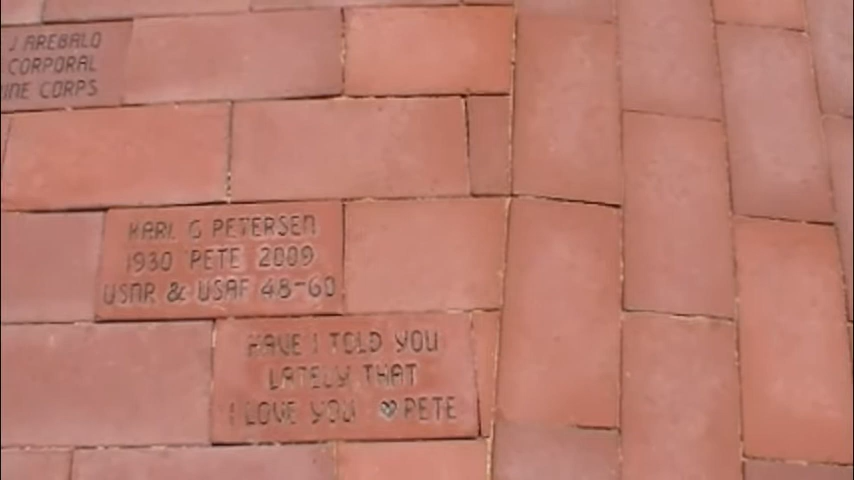 J AREBALO
CORPORAL
INE CORPS
KARL G PETERSEN
1930 PETE 2009
USNR & USAF 48-60
HAVE I TOLD YOU
LATELY THAT
I LOVE YOU ♡ PETE